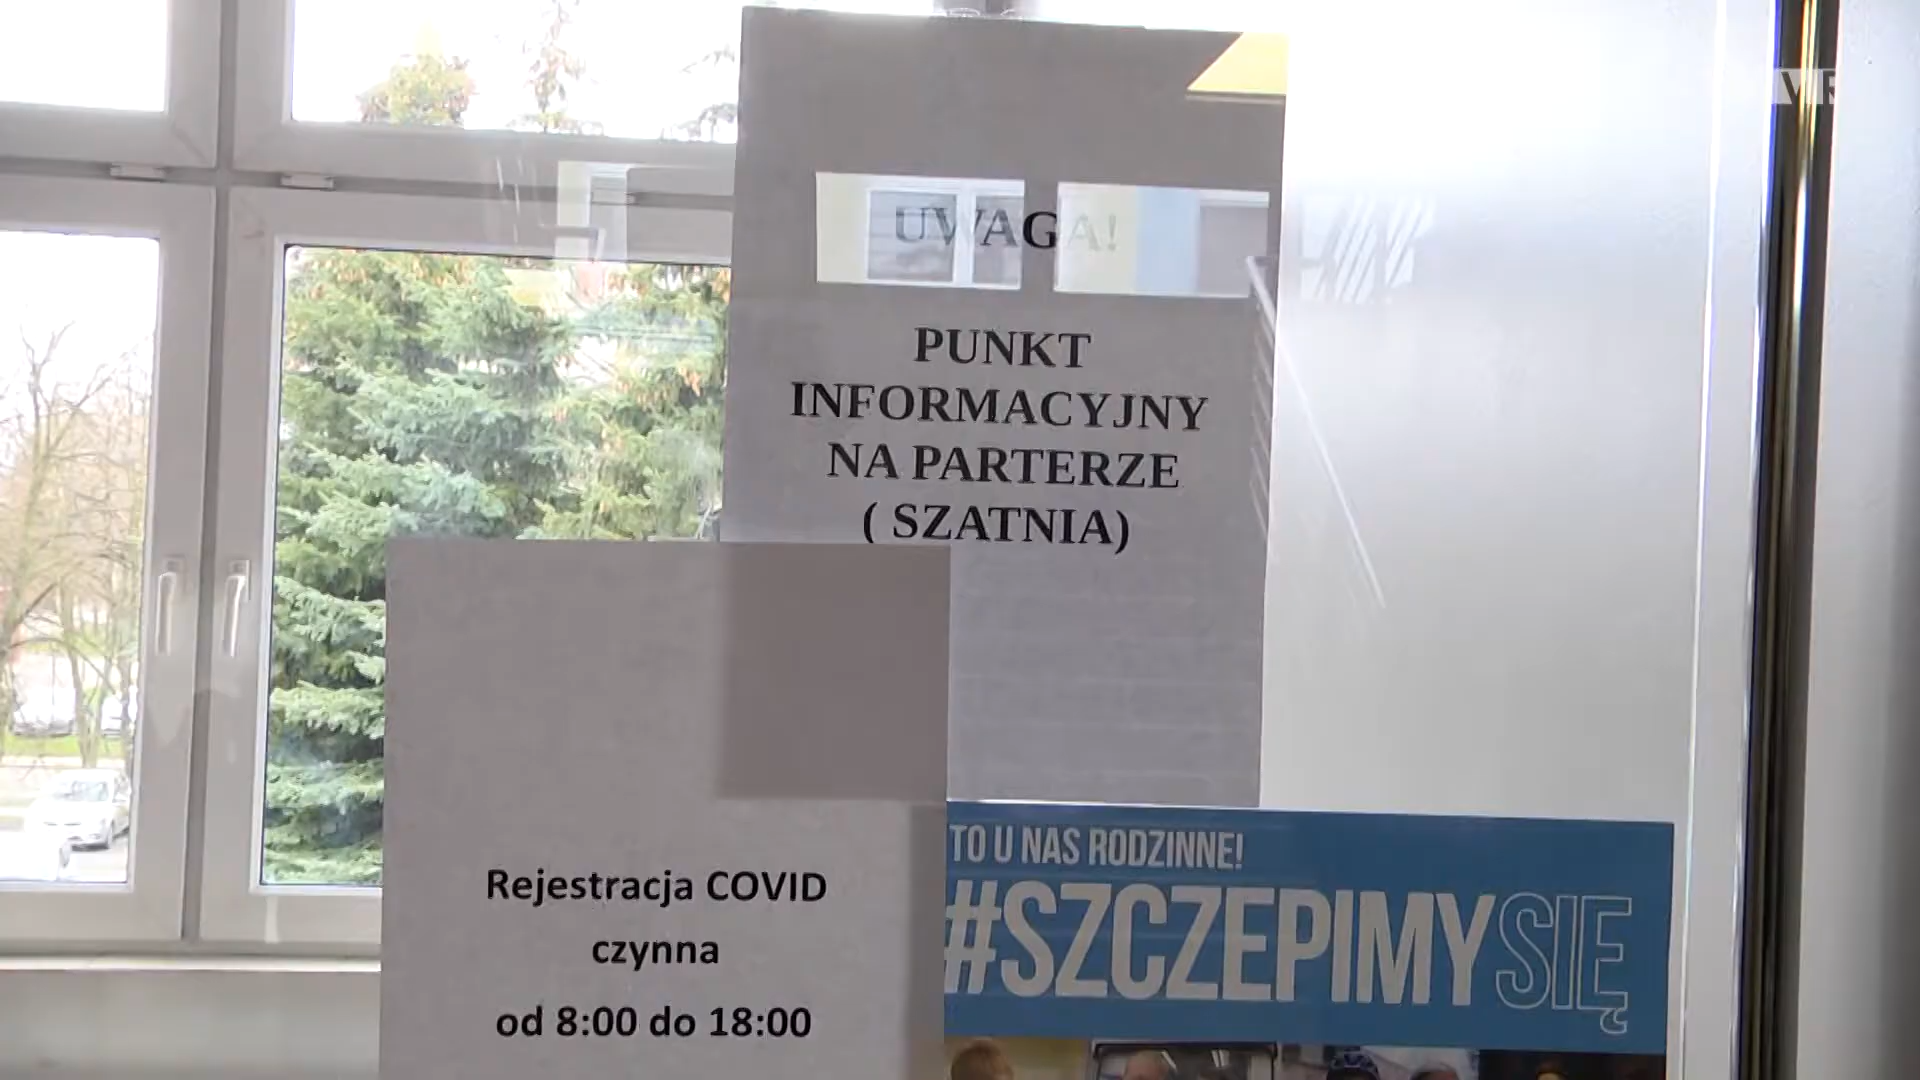 UWAGA!
PUNKT
INFORMACYJNY
NA PARTERZE
( SZATNIA)
Rejestracja COVID
czynna
od 8:00 do 18:00
TO U NAS RODZINNE!
#SZCZEPIMYSIĘ